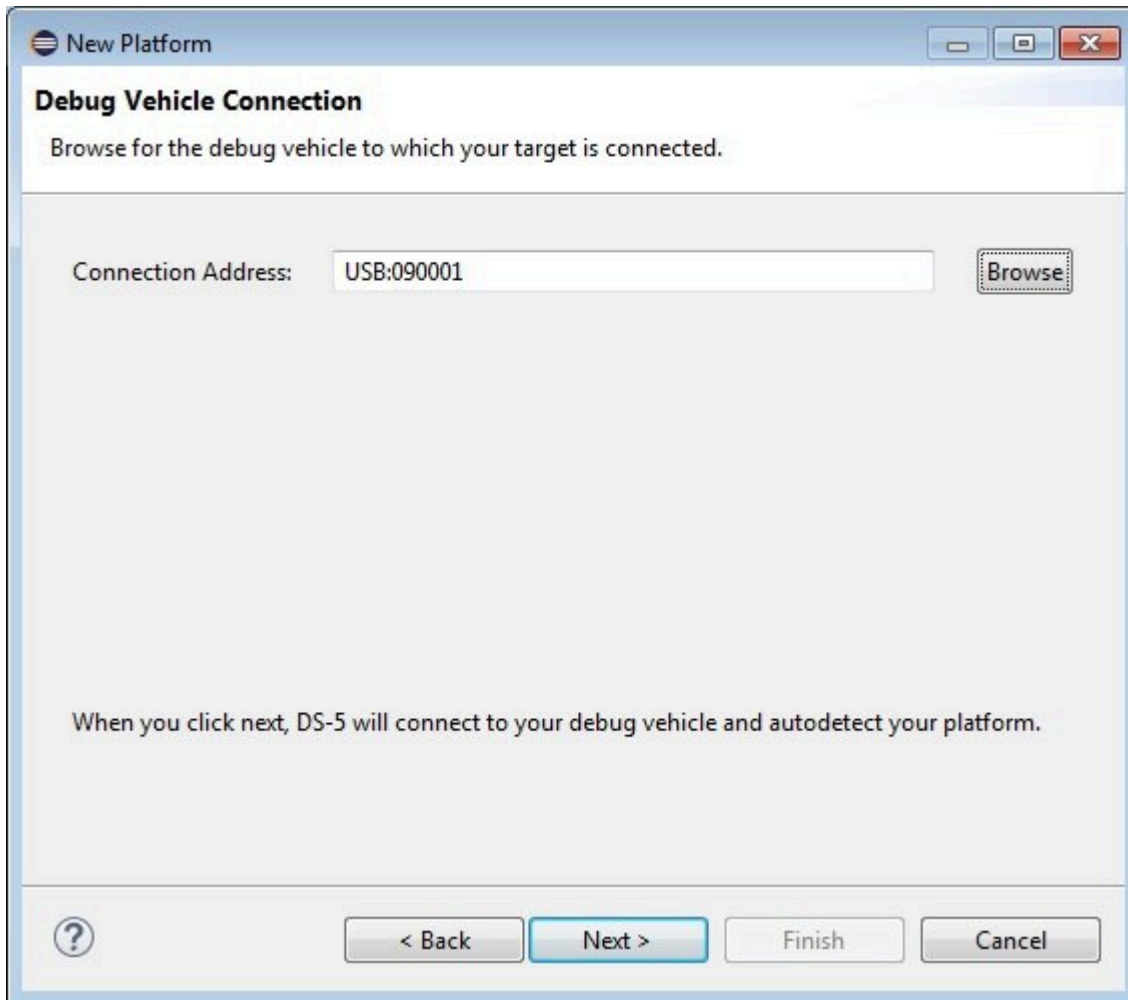 New Platform
Debug Vehicle Connection
Browse for the debug vehicle to which your target is connected.
Connection Address: USB:090001 Browse
When you click next, DS-5 will connect to your debug vehicle and autodetect your platform.
? < Back Next > Finish Cancel